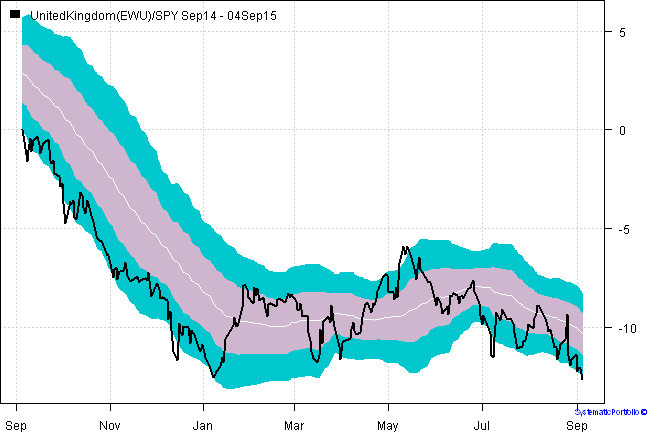 UnitedKingdom(EWU)/SPY Sep14 - 04Sep15
5
0
-5
-10
Sep Nov Jan Mar May Jul Sep
SystematicPortfolio ©